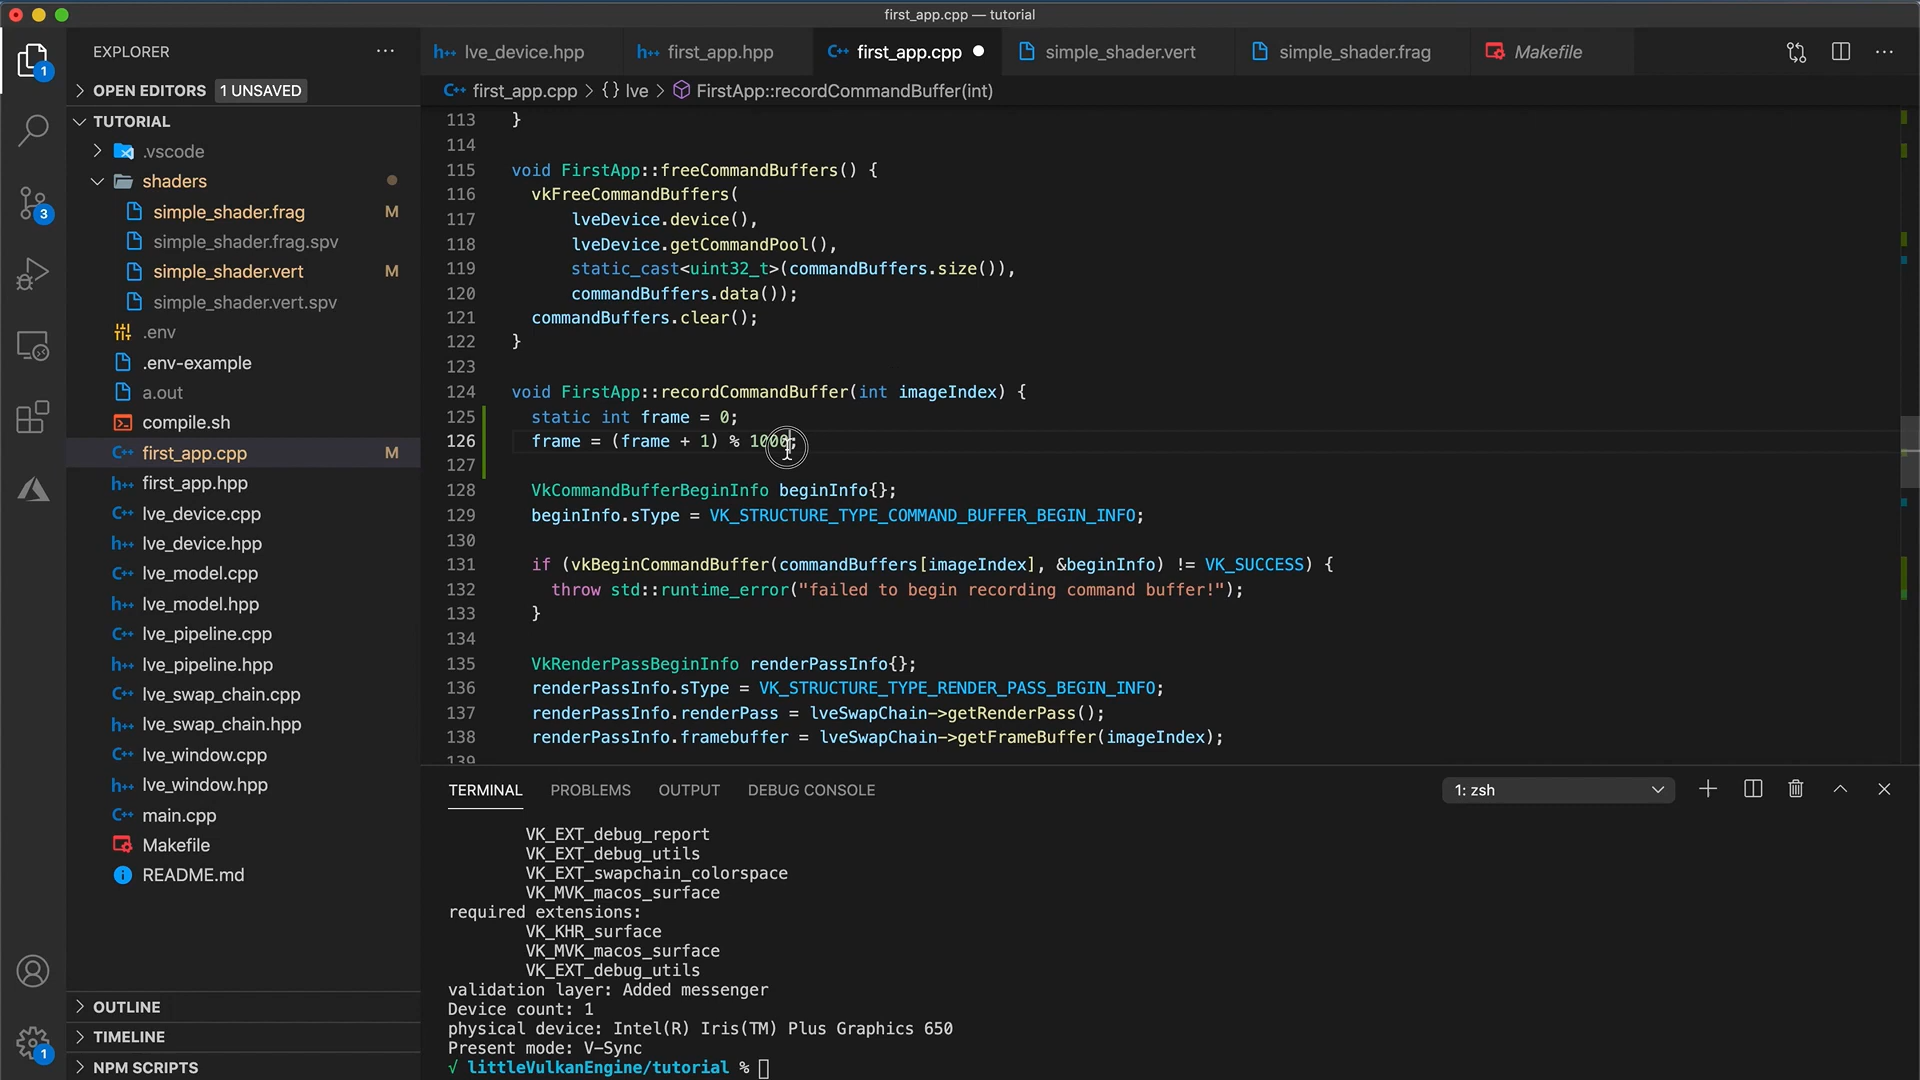 first_app.cpp — tutorial
EXPLORER
OPEN EDITORS 1 UNSAVED
TUTORIAL
.vscode
shaders
simple_shader.frag M
simple_shader.frag.spv
simple_shader.vert M
simple_shader.vert.spv
.env
.env-example
a.out
compile.sh
first_app.cpp M
first_app.hpp
lve_device.cpp
lve_device.hpp
lve_model.cpp
lve_model.hpp
lve_pipeline.cpp
lve_pipeline.hpp
lve_swap_chain.cpp
lve_swap_chain.hpp
lve_window.cpp
lve_window.hpp
main.cpp
Makefile
README.md
OUTLINE
TIMELINE
NPM SCRIPTS
1
3
1
lve_device.hpp first_app.hpp first_app.cpp simple_shader.vert simple_shader.frag Makefile
first_app.cpp > {} lve > FirstApp::recordCommandBuffer(int)
113 }
114
115 void FirstApp::freeCommandBuffers() {
116 vkFreeCommandBuffers(
117 lveDevice.device(),
118 lveDevice.getCommandPool(),
119 static_cast<uint32_t>(commandBuffers.size()),
120 commandBuffers.data());
121 commandBuffers.clear();
122 }
123
124 void FirstApp::recordCommandBuffer(int imageIndex) {
125 static int frame = 0;
126 frame = (frame + 1) % 1000;
127
128 VkCommandBufferBeginInfo beginInfo{};
129 beginInfo.sType = VK_STRUCTURE_TYPE_COMMAND_BUFFER_BEGIN_INFO;
130
131 if (vkBeginCommandBuffer(commandBuffers[imageIndex], &beginInfo) != VK_SUCCESS) {
132 throw std::runtime_error("failed to begin recording command buffer!");
133 }
134
135 VkRenderPassBeginInfo renderPassInfo{};
136 renderPassInfo.sType = VK_STRUCTURE_TYPE_RENDER_PASS_BEGIN_INFO;
137 renderPassInfo.renderPass = lveSwapChain->getRenderPass();
138 renderPassInfo.framebuffer = lveSwapChain->getFrameBuffer(imageIndex);
139
TERMINAL PROBLEMS OUTPUT DEBUG CONSOLE 1: zsh
VK_EXT_debug_report
VK_EXT_debug_utils
VK_EXT_swapchain_colorspace
VK_MVK_macos_surface
required extensions:
VK_KHR_surface
VK_MVK_macos_surface
VK_EXT_debug_utils
validation layer: Added messenger
Device count: 1
physical device: Intel(R) Iris(TM) Plus Graphics 650
Present mode: V-Sync
√ littleVulkanEngine/tutorial %